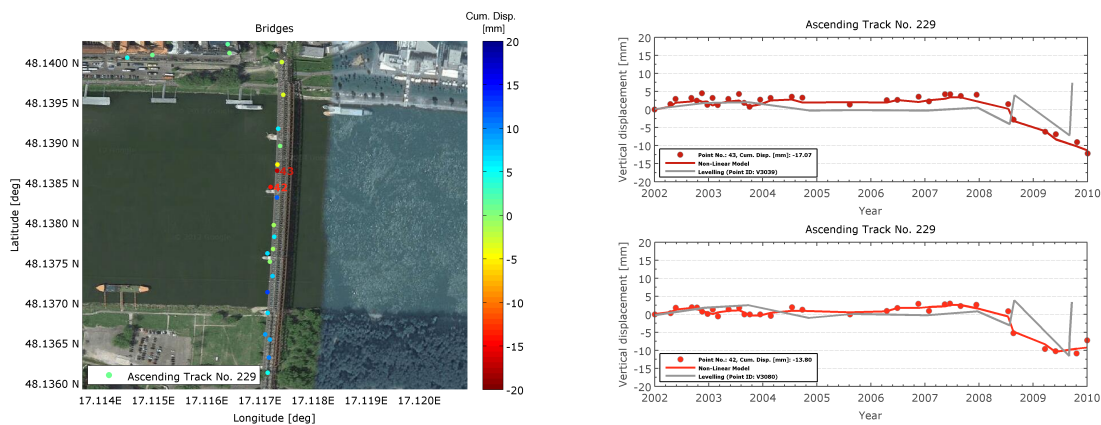 Bridges
Cum. Disp.
[mm]
48.1400 N
48.1395 N
48.1390 N
48.1385 N
48.1380 N
48.1375 N
48.1370 N
48.1365 N
48.1360 N
Latitude [deg]
43
42
Ascending Track No. 229
17.114E 17.115E 17.116E 17.117E 17.118E 17.119E 17.120E
Longitude [deg]
20
15
10
5
0
-5
-10
-15
-20
Ascending Track No. 229
Vertical displacement [mm]
20
15
10
5
0
-5
-10
-15
-20
Point No.: 43, Cum. Disp. [mm]: -17.07
Non-Linear Model
Levelling (Point ID: V3039)
2002 2003 2004 2005 2006 2007 2008 2009 2010
Year
Ascending Track No. 229
Vertical displacement [mm]
20
15
10
5
0
-5
-10
-15
-20
Point No.: 42, Cum. Disp. [mm]: -13.80
Non-Linear Model
Levelling (Point ID: V3080)
2002 2003 2004 2005 2006 2007 2008 2009 2010
Year